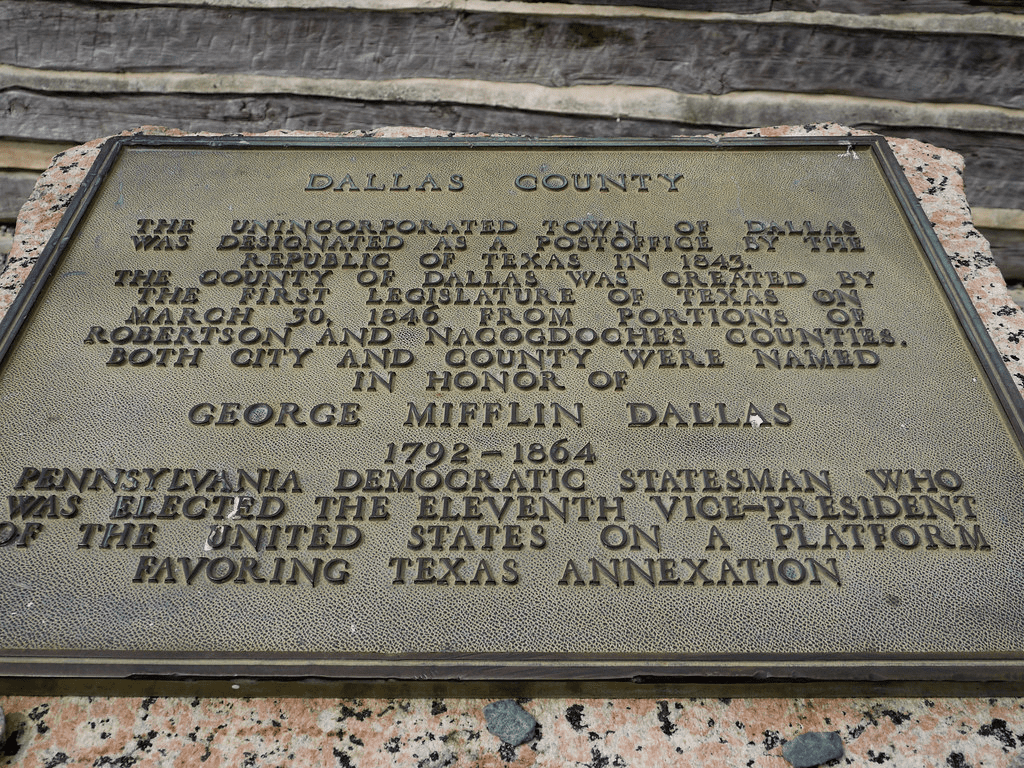 DALLAS COUNTY
THE UNINCORPORATED TOWN OF DALLAS
WAS DESIGNATED AS A POSTOFFICE BY THE
REPUBLIC OF TEXAS IN 1843.
THE COUNTY OF DALLAS WAS CREATED BY
THE FIRST LEGISLATURE OF TEXAS ON
MARCH 30, 1846 FROM PORTIONS OF
ROBERTSON AND NACOGDOCHES COUNTIES.
BOTH CITY AND COUNTY WERE NAMED
IN HONOR OF
GEORGE MIFFLIN DALLAS
1792-1864
PENNSYLVANIA DEMOCRATIC STATESMAN WHO
WAS ELECTED THE ELEVENTH VICE-PRESIDENT
OF THE UNITED STATES ON A PLATFORM
FAVORING TEXAS ANNEXATION